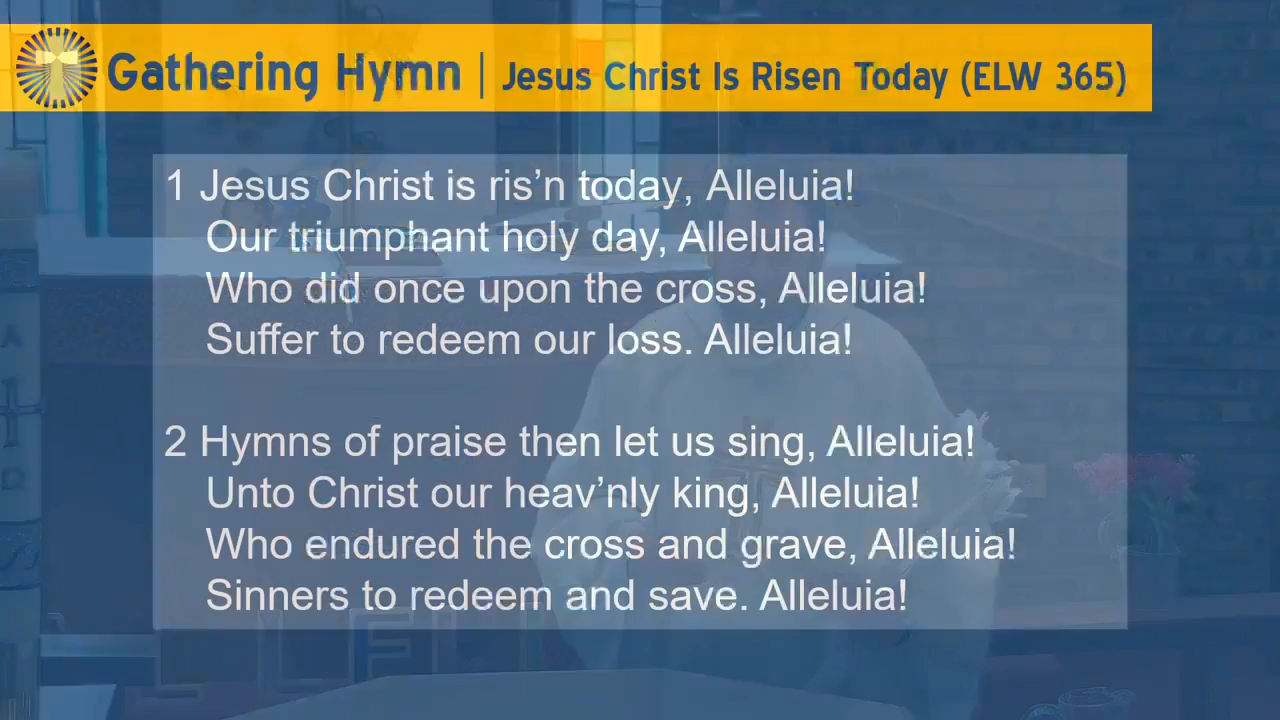 Gathering Hymn | Jesus Christ Is Risen Today (ELW 365)
1 Jesus Christ is ris’n today, Alleluia!
Our triumphant holy day, Alleluia!
Who did once upon the cross, Alleluia!
Suffer to redeem our loss. Alleluia!
2 Hymns of praise then let us sing, Alleluia!
Unto Christ our heav’nly king, Alleluia!
Who endured the cross and grave, Alleluia!
Sinners to redeem and save. Alleluia!